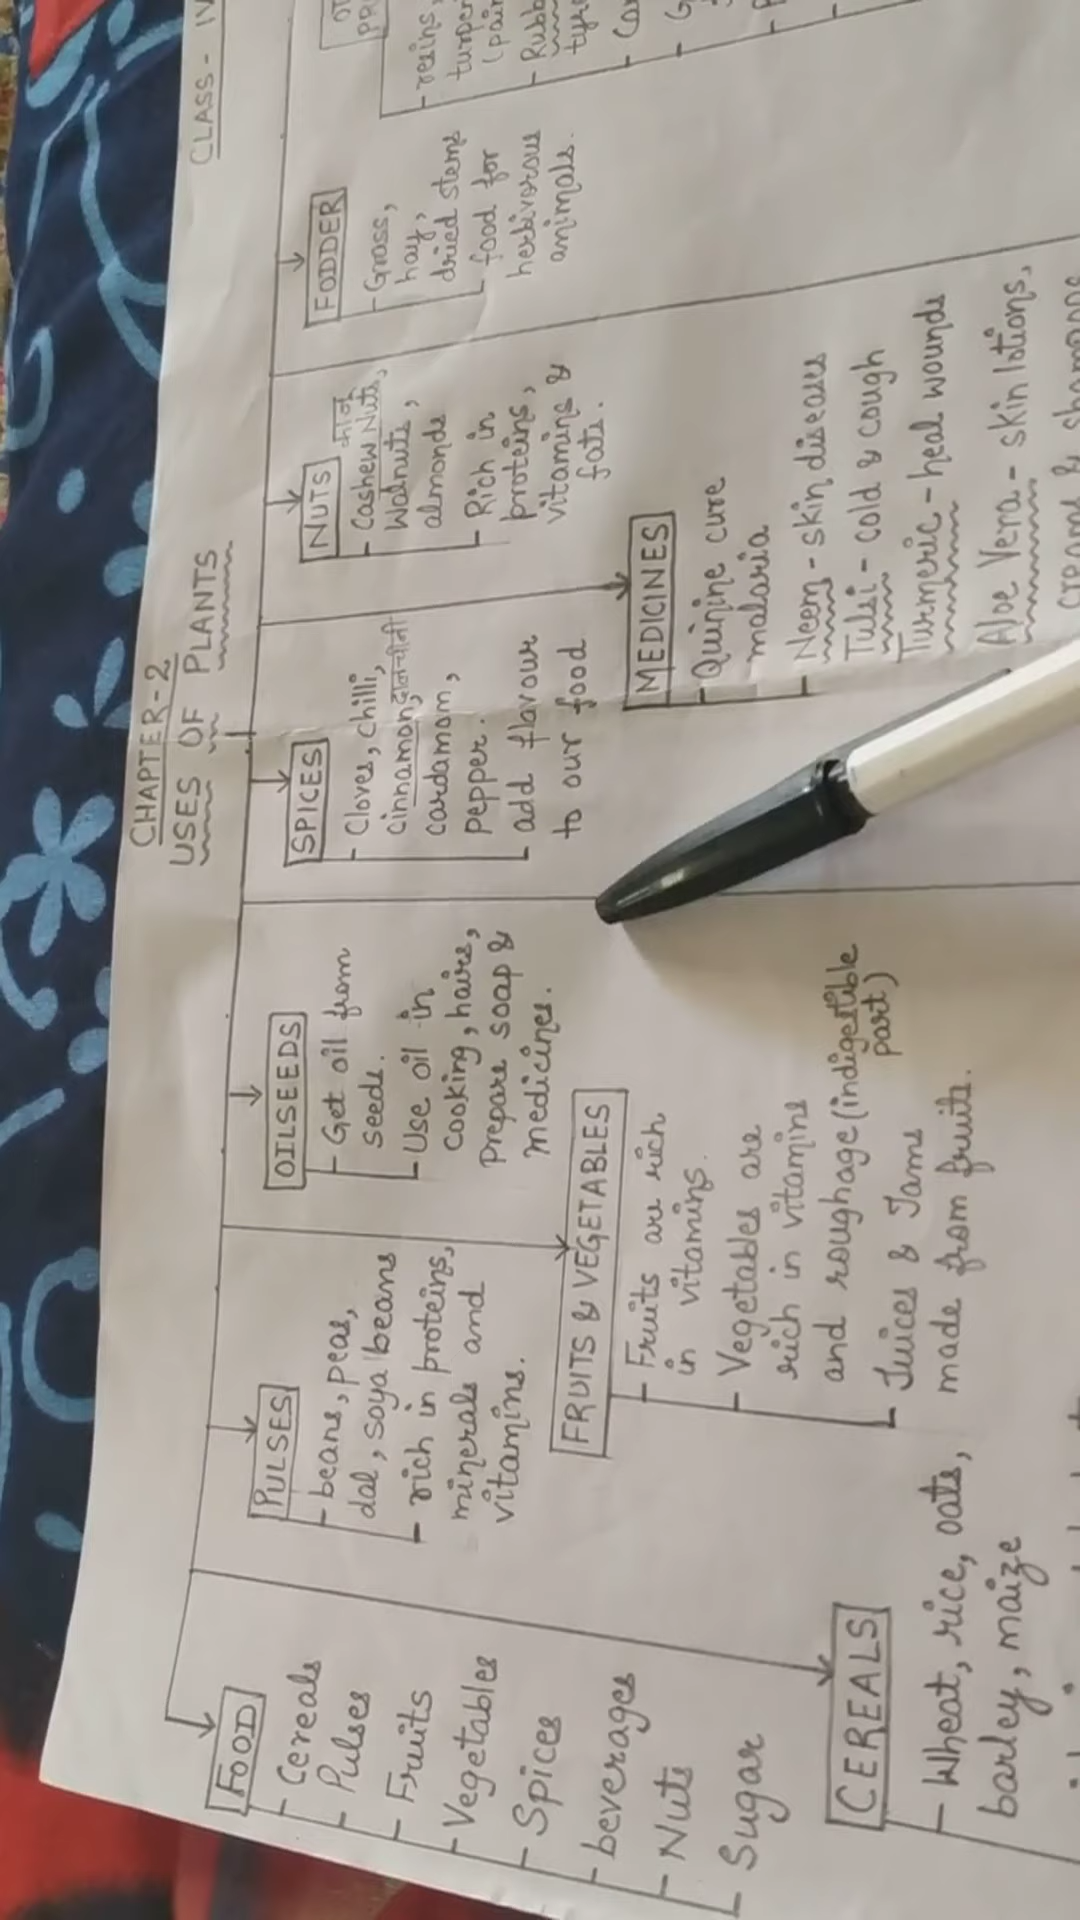 CLASS - IV
CHAPTER-2
USES OF PLANTS
FOOD
- Cereals
- Pulses
- Fruits
- Vegetables
- Spices
- beverages
- Nuts
- Sugar
CEREALS
- Wheat, rice, oats,
barley, maize
PULSES
- beans, peas,
dal, soya beans
- rich in proteins,
minerals and
vitamins.
FRUITS & VEGETABLES
- Fruits are rich
in vitamins.
- Vegetables are
rich in vitamins
and roughage (indigestible
part)
- Juices & Jams
made from fruits.
OILSEEDS
- Get oil from
seeds.
- Use oil in
cooking, hairs,
prepare soap &
medicines.
SPICES
- Cloves, chilli,
cinnamon, दालचीनी
cardamom,
pepper.
- add flavour
to our food
MEDICINES
- Quinine cure
malaria
- Neem - skin diseases
Tulsi - cold & cough
Turmeric - heal wounds
Aloe Vera - skin lotions,
creams & shampoos
NUTS
काजू
- Cashew Nuts,
Walnuts,
almonds
- Rich in
proteins,
vitamins &
fats.
FODDER
- Grass,
hay,
dried stems
- food for
herbivorous
animals.
- resins,